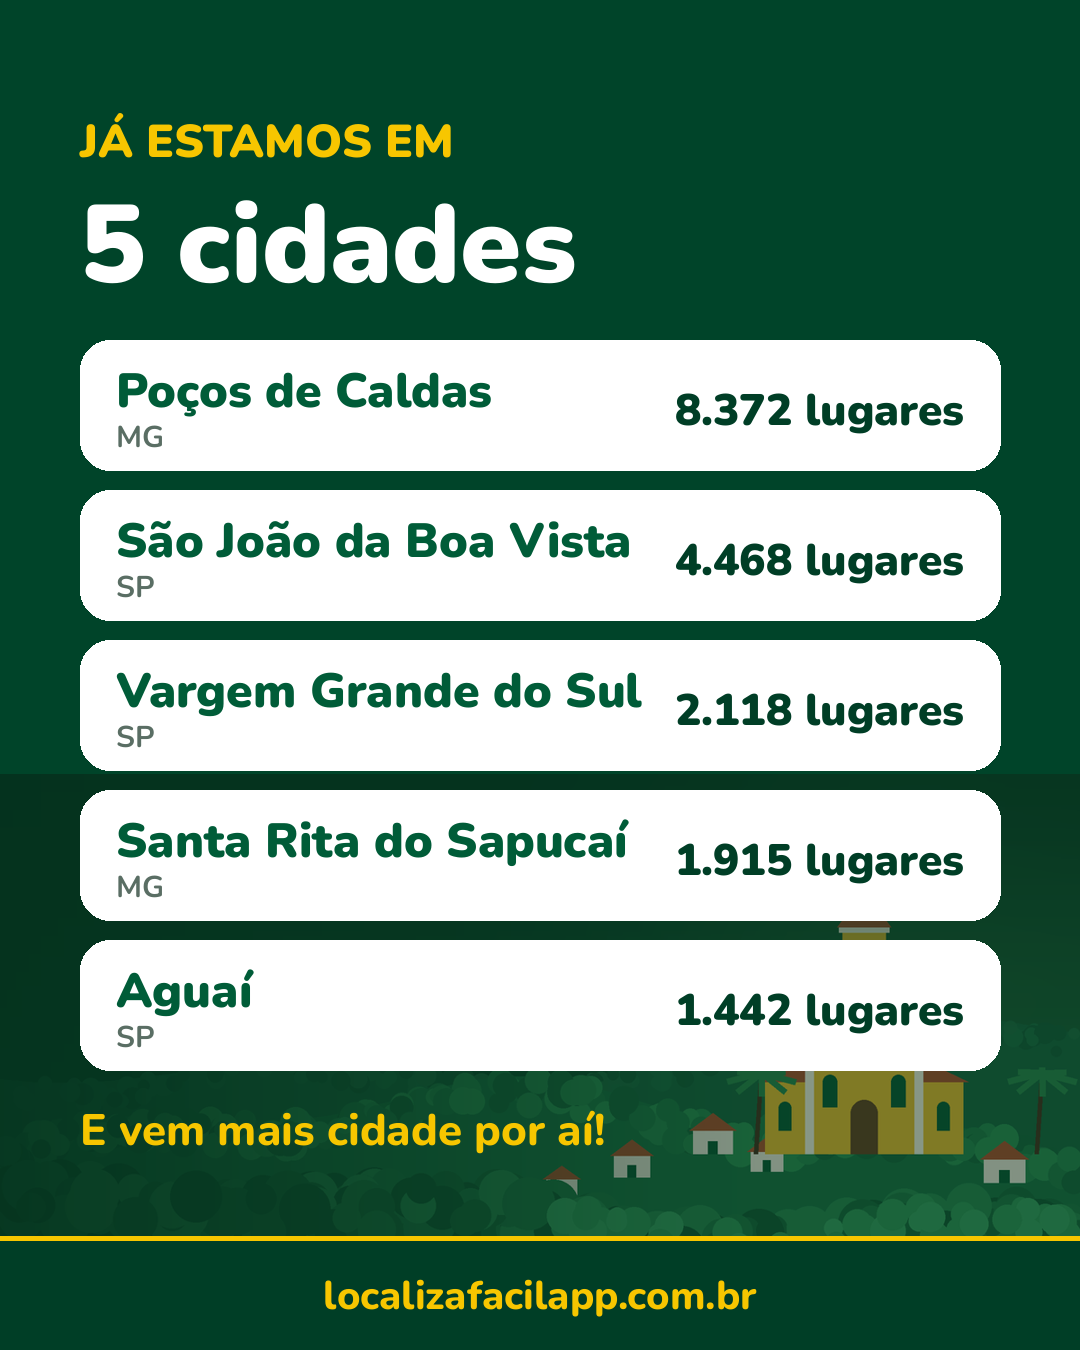 JÁ ESTAMOS EM
5 cidades
Poços de Caldas
MG
8.372 lugares
São João da Boa Vista
SP
4.468 lugares
Vargem Grande do Sul
SP
2.118 lugares
Santa Rita do Sapucaí
MG
1.915 lugares
Aguaí
SP
1.442 lugares
E vem mais cidade por aí!
localizafacilapp.com.br